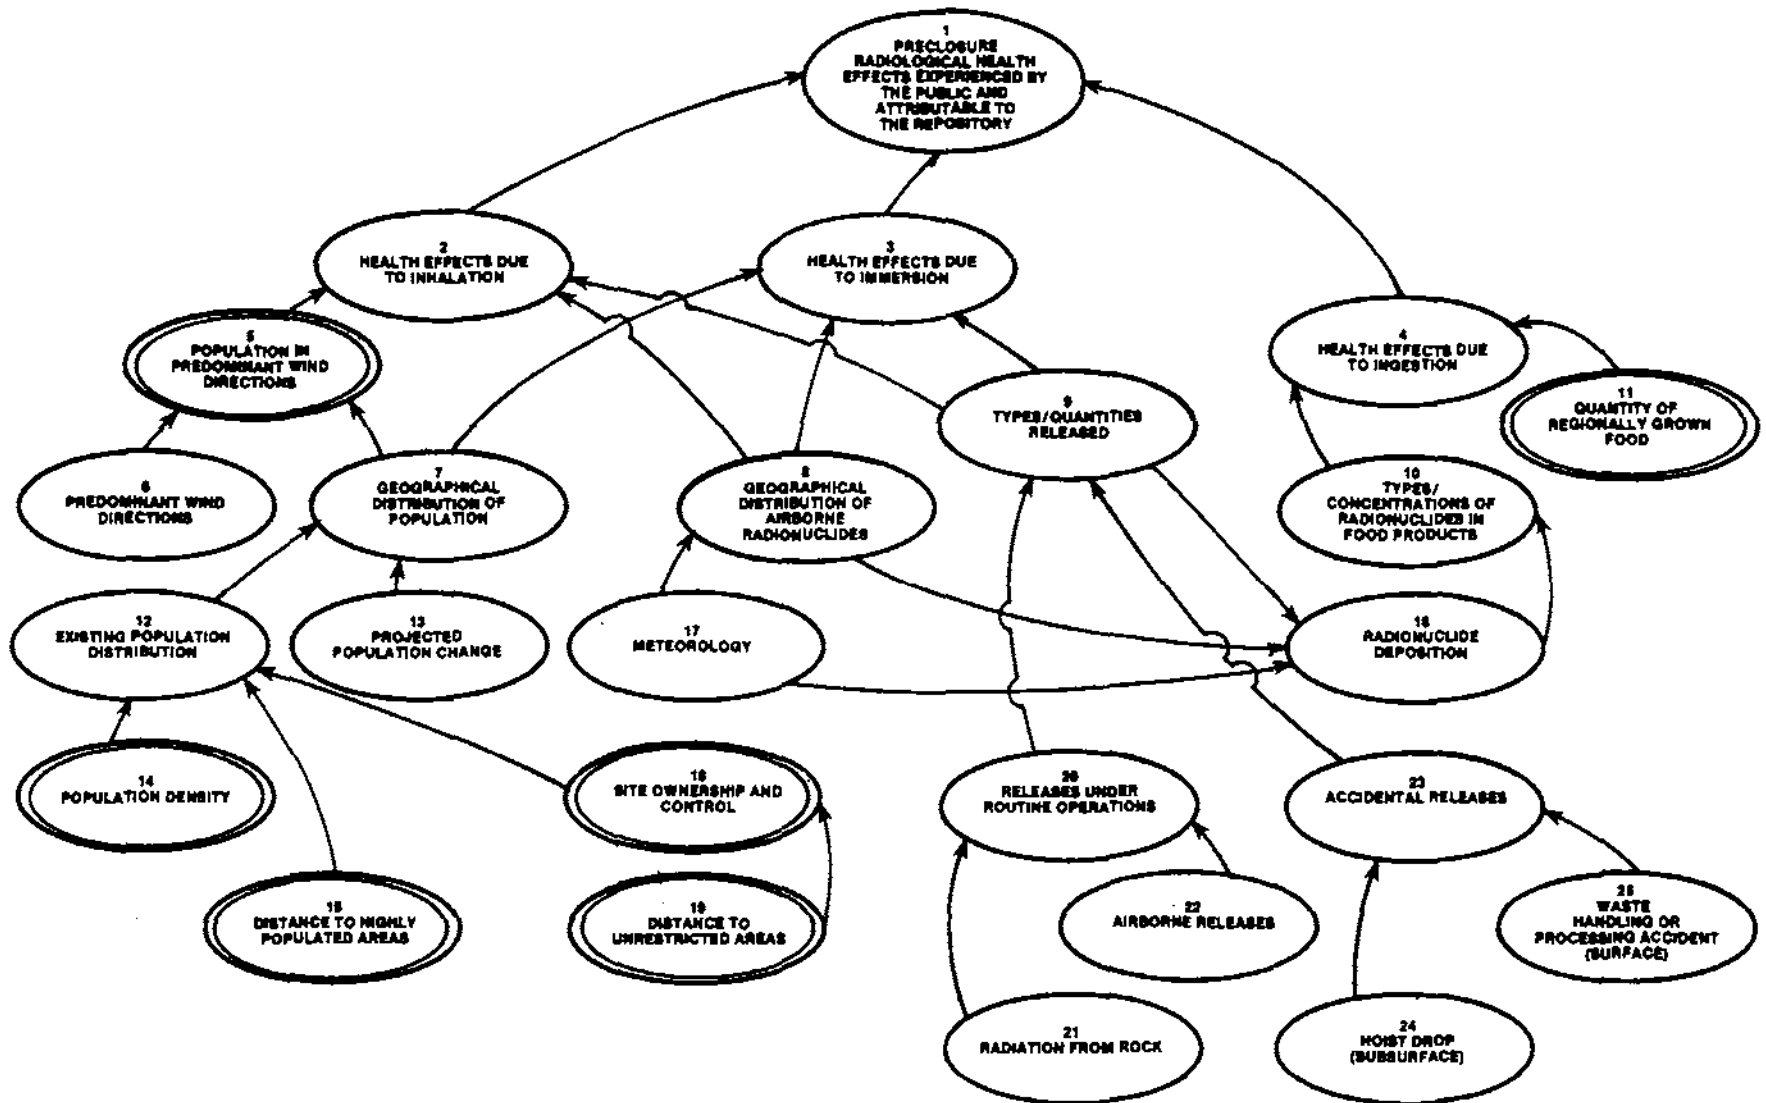 1
PRECLOSURE
RADIOLOGICAL HEALTH
EFFECTS EXPERIENCED BY
THE PUBLIC AND
ATTRIBUTABLE TO
THE REPOSITORY
2
HEALTH EFFECTS DUE
TO INHALATION
3
HEALTH EFFECTS DUE
TO IMMERSION
4
HEALTH EFFECTS DUE
TO INGESTION
5
POPULATION IN
PREDOMINANT WIND
DIRECTIONS
6
PREDOMINANT WIND
DIRECTIONS
7
GEOGRAPHICAL
DISTRIBUTION OF
POPULATION
8
GEOGRAPHICAL
DISTRIBUTION OF
AIRBORNE
RADIONUCLIDES
9
TYPES/QUANTITIES
RELEASED
10
TYPES/
CONCENTRATIONS OF
RADIONUCLIDES IN
FOOD PRODUCTS
11
QUANTITY OF
REGIONALLY GROWN
FOOD
12
EXISTING POPULATION
DISTRIBUTION
13
PROJECTED
POPULATION CHANGE
17
METEOROLOGY
RADIONUCLIDE
DEPOSITION
14
POPULATION DENSITY
SITE OWNERSHIP AND
CONTROL
20
RELEASES UNDER
ROUTINE OPERATIONS
23
ACCIDENTAL RELEASES
15
DISTANCE TO HIGHLY
POPULATED AREAS
19
DISTANCE TO
UNRESTRICTED AREAS
22
AIRBORNE RELEASES
25
WASTE
HANDLING OR
PROCESSING ACCIDENT
(SURFACE)
21
RADIATION FROM ROCK
24
HOIST DROP
(SUBSURFACE)